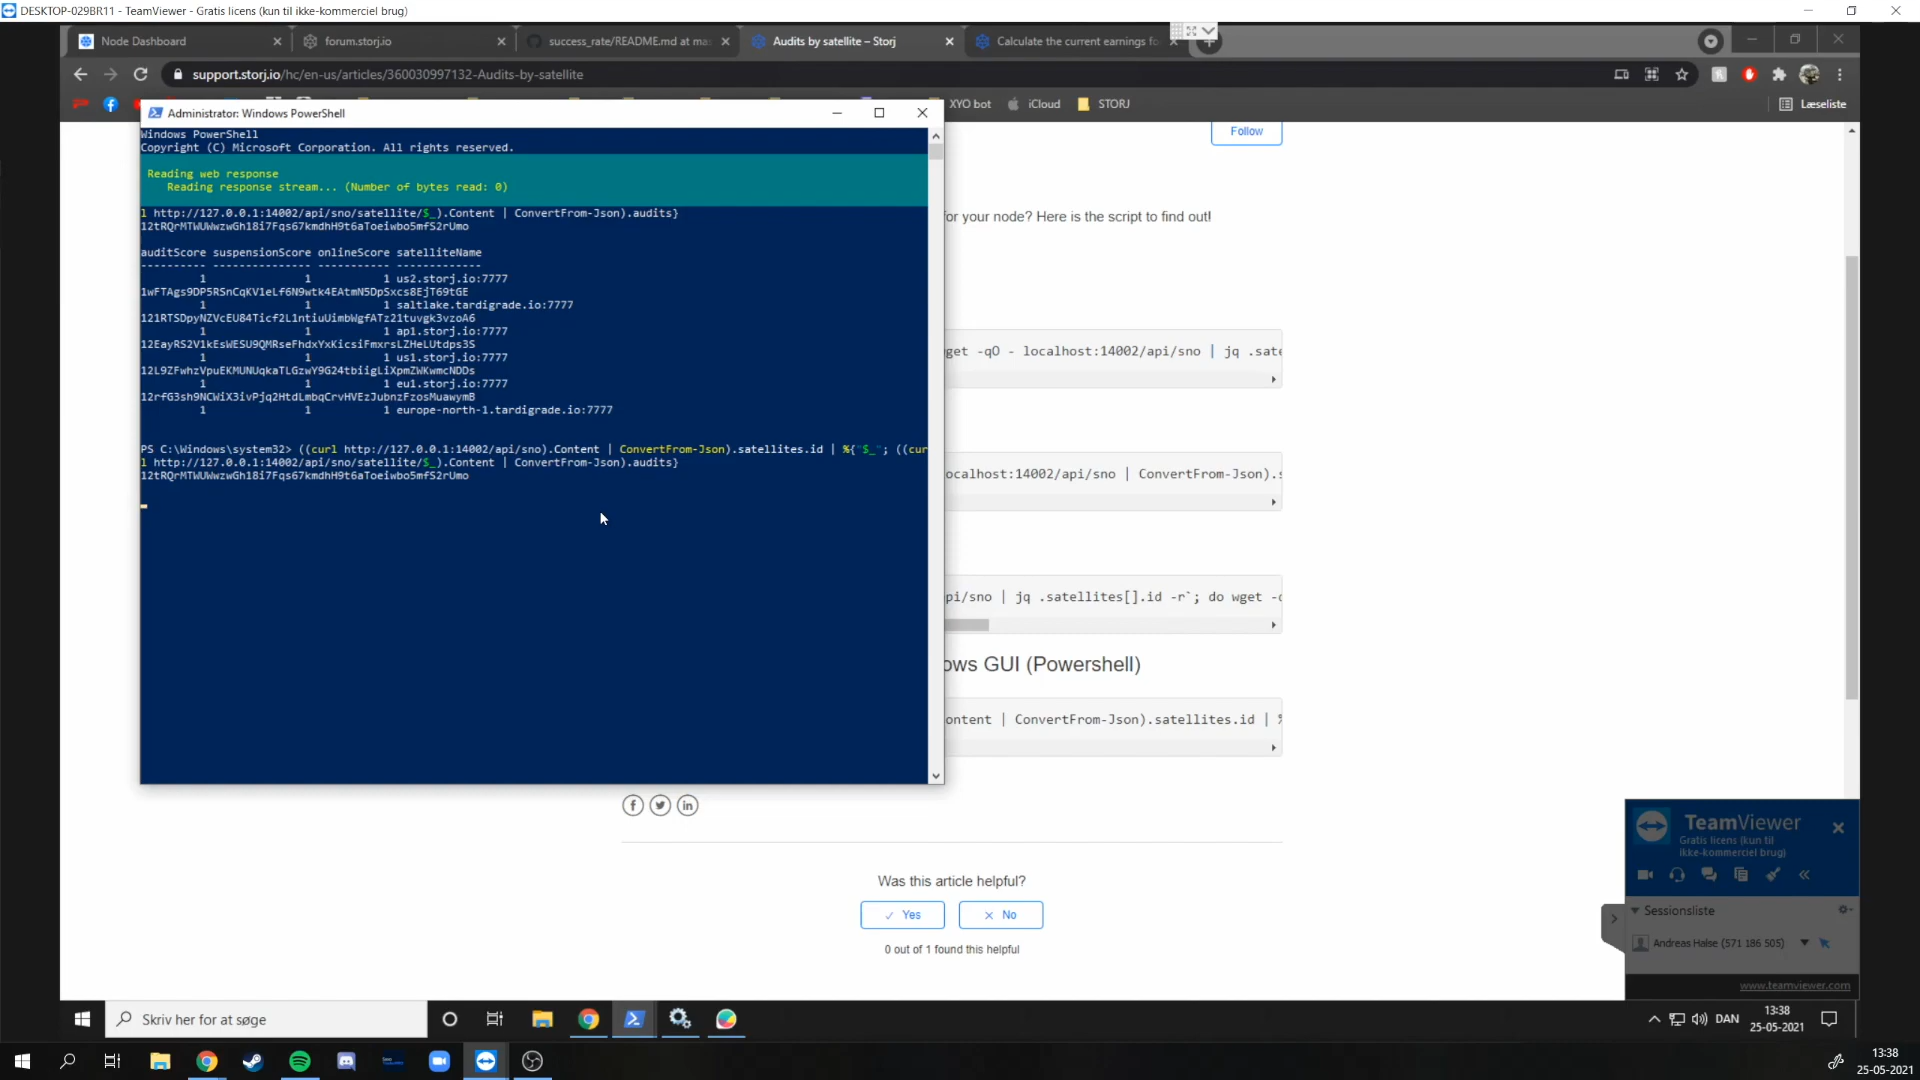 DESKTOP-029BR11 - TeamViewer - Gratis licens (kun til ikke-kommerciel brug)
Node Dashboard
forum.storj.io
success_rate/README.md at mas
Audits by satellite – Storj
Calculate the current earnings fo
support.storj.io/hc/en-us/articles/360030997132-Audits-by-satellite
XYO bot
iCloud
STORJ
Læseliste
Administrator: Windows PowerShell
Windows PowerShell
Copyright (C) Microsoft Corporation. All rights reserved.
Reading web response
Reading response stream... (Number of bytes read: 0)
l http://127.0.0.1:14002/api/sno/satellite/$_).Content | ConvertFrom-Json).audits}
12tRQrMTWUWwzwGh18i7Fqs67kmdhH9t6aToeiwbo5mfS2rUmo
auditScore suspensionScore onlineScore satelliteName
---------- --------------- ----------- -------------
1 1 1 us2.storj.io:7777
1wFTAgs9DP5RSnCqKV1eLf6N9wtk4EAtmN5DpSxcs8EjT69tGE
1 1 1 saltlake.tardigrade.io:7777
121RTSDpyNZVcEU84Ticf2L1ntiuUimbWgfATz21tuvgk3vzoA6
1 1 1 ap1.storj.io:7777
12EayRS2V1kEsWESU9QMRseFhdxYxKicsiFmxrsLZHeLUtdps3S
1 1 1 us1.storj.io:7777
12L9ZFwhzVpuEKMUNUqkaTLGzwY9G24tbiigLiXpmZWKwmcNDDs
1 1 1 eu1.storj.io:7777
12rfG3sh9NCWiX3ivPjq2HtdLmbqCrvHVEzJubnzFzosMuawymB
1 1 1 europe-north-1.tardigrade.io:7777
PS C:\Windows\system32> ((curl http://127.0.0.1:14002/api/sno).Content | ConvertFrom-Json).satellites.id | %{"$_"; ((cur
l http://127.0.0.1:14002/api/sno/satellite/$_).Content | ConvertFrom-Json).audits}
12tRQrMTWUWwzwGh18i7Fqs67kmdhH9t6aToeiwbo5mfS2rUmo
Follow
for your node? Here is the script to find out!
get -qO - localhost:14002/api/sno | jq .sate
ocalhost:14002/api/sno | ConvertFrom-Json).s
pi/sno | jq .satellites[].id -r`; do wget -q
ows GUI (Powershell)
ontent | ConvertFrom-Json).satellites.id | %
Was this article helpful?
✓ Yes
× No
0 out of 1 found this helpful
TeamViewer
Gratis licens (kun til
ikke-kommerciel brug)
Sessionsliste
Andreas Halse (571 186 505)
www.teamviewer.com
Skriv her for at søge
DAN
13:38
25-05-2021
13:38
25-05-2021